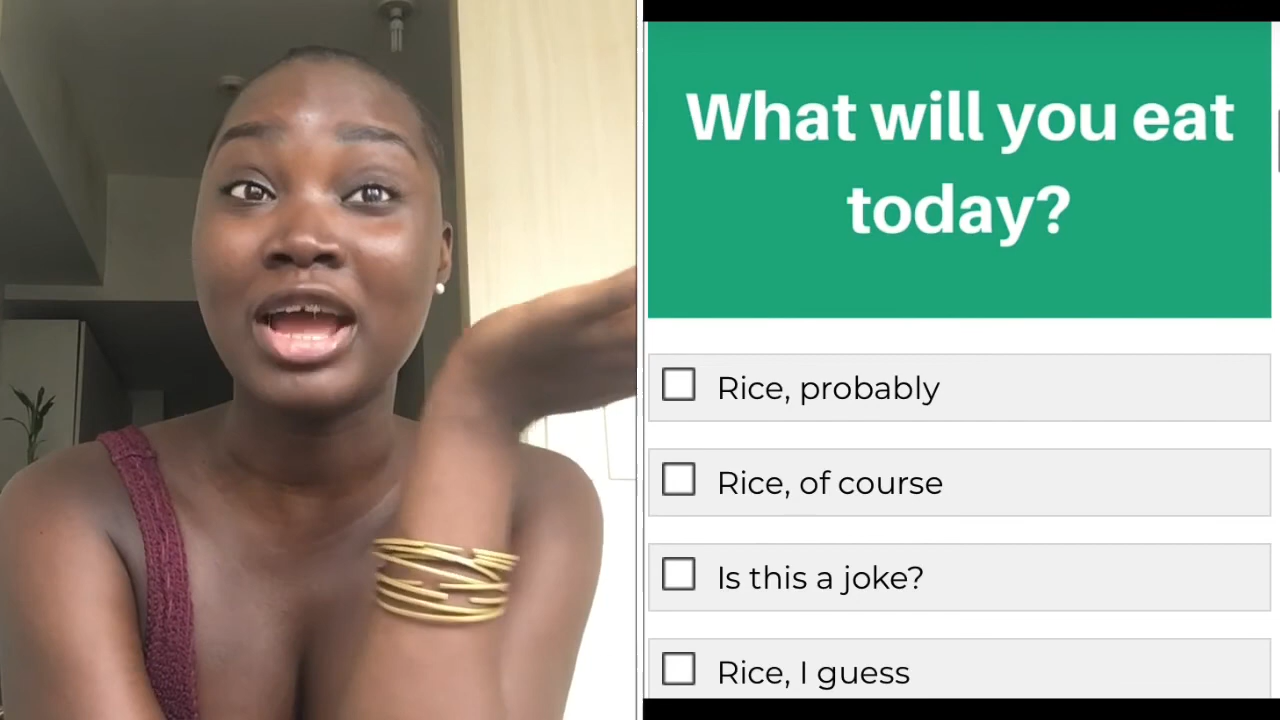 What will you eat
today?
Rice, probably
Rice, of course
Is this a joke?
Rice, I guess